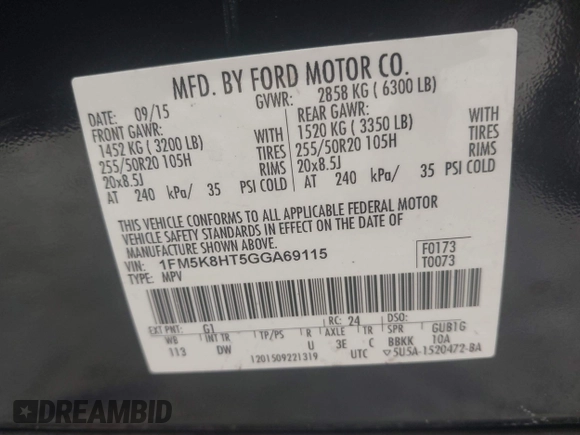 MFD. BY FORD MOTOR CO.
DATE: 09/15 GVWR: 2858 KG ( 6300 LB)
FRONT GAWR: REAR GAWR:
1452 KG ( 3200 LB) WITH 1520 KG ( 3350 LB) WITH
255/50R20 105H TIRES 255/50R20 105H TIRES
20x8.5J RIMS 20x8.5J RIMS
AT 240 kPa/ 35 PSI COLD AT 240 kPa/ 35 PSI COLD
THIS VEHICLE CONFORMS TO ALL APPLICABLE FEDERAL MOTOR
VEHICLE SAFETY STANDARDS IN EFFECT ON THE DATE OF
MANUFACTURE SHOWN ABOVE.
VIN: 1FM5K8HT5GGA69115 F0173
TYPE: MPV T0073
EXT PNT: G1 RC: 24 DSO:
WB INT TR TP/PS R AXLE TR SPR GUB1G
113 DW U 3E C BBKK 10A
1201509221319 UTC 5U5A-1520472-BA
DREAMBID